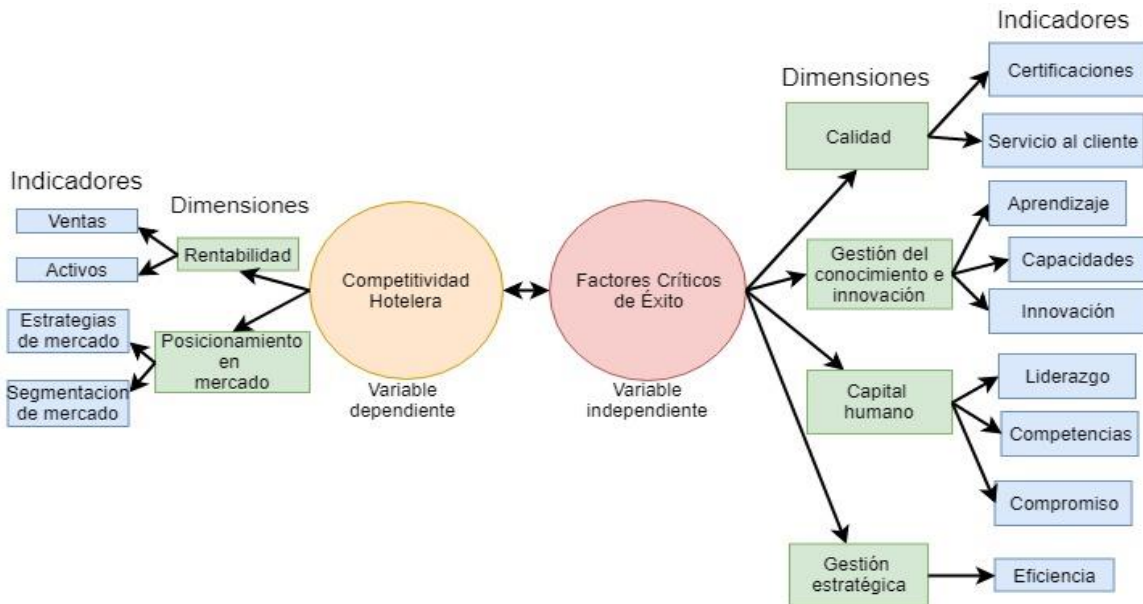 Indicadores
Dimensiones
Ventas
Rentabilidad
Activos
Estrategias
de mercado
Posicionamiento
en
mercado
Segmentacion
de mercado
Competitividad
Hotelera
Variable
dependiente
Factores Críticos
de Éxito
Variable
independiente
Dimensiones
Indicadores
Calidad
Certificaciones
Servicio al cliente
Gestión del
conocimiento e
innovación
Aprendizaje
Capacidades
Innovación
Capital
humano
Liderazgo
Competencias
Compromiso
Gestión
estratégica
Eficiencia